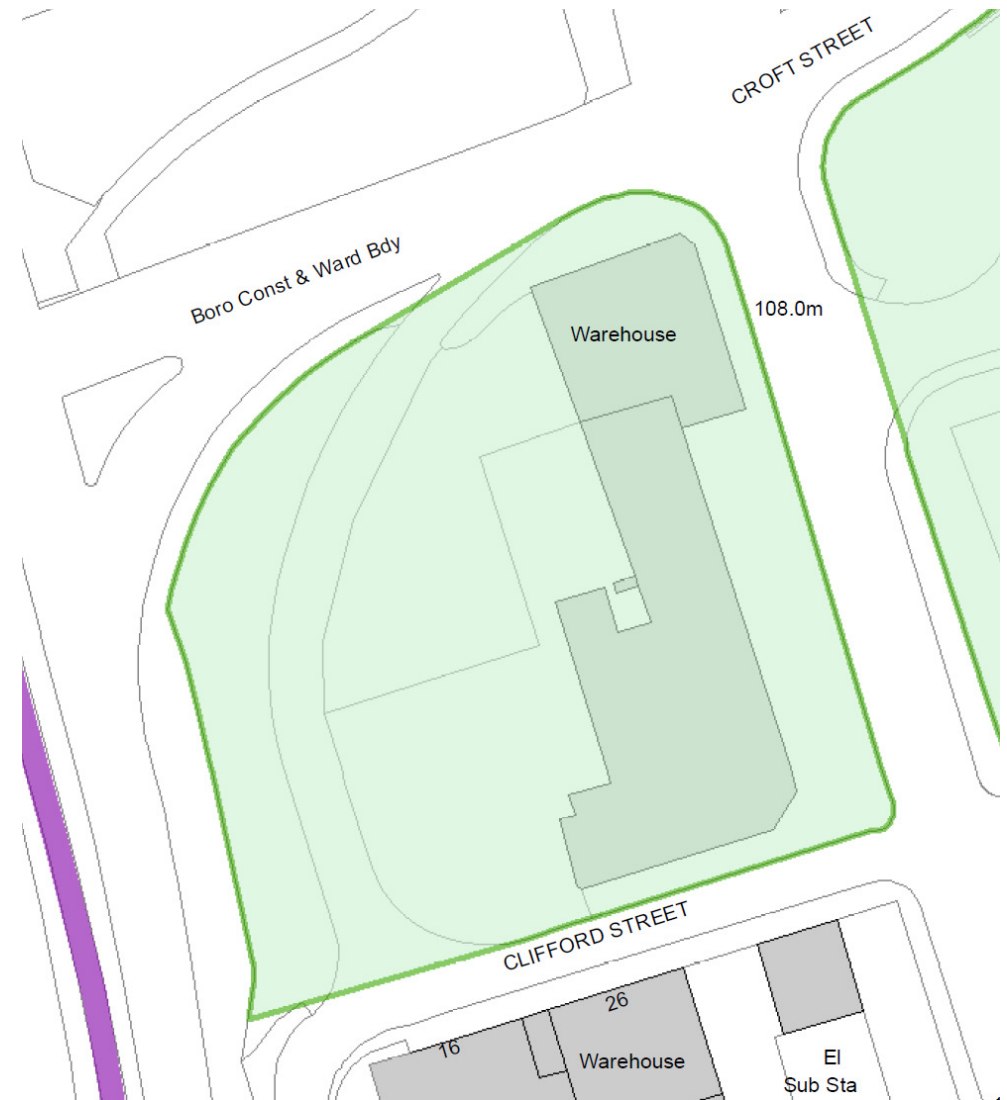 CROFT STREET
Boro Const & Ward Bdy
108.0m
Warehouse
CLIFFORD STREET
26
16
Warehouse
El
Sub Sta